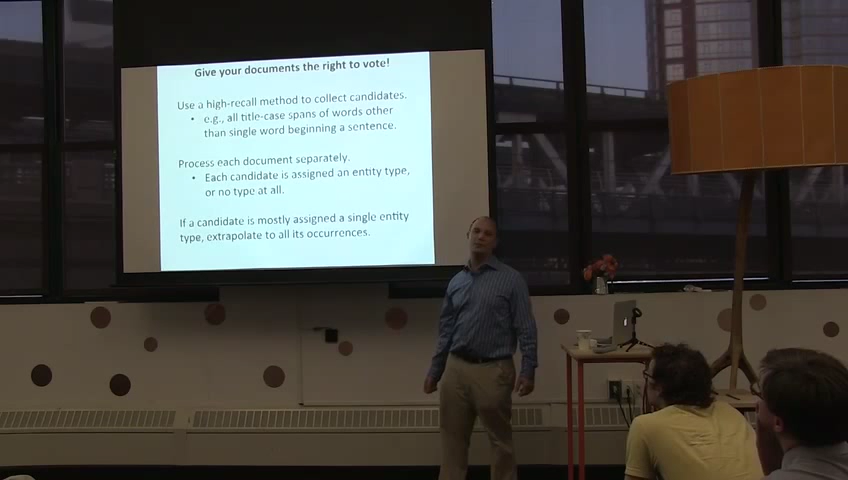 Give your documents the right to vote!
Use a high-recall method to collect candidates.
• e.g., all title-case spans of words other
than single word beginning a sentence.
Process each document separately.
• Each candidate is assigned an entity type,
or no type at all.
If a candidate is mostly assigned a single entity
type, extrapolate to all its occurrences.